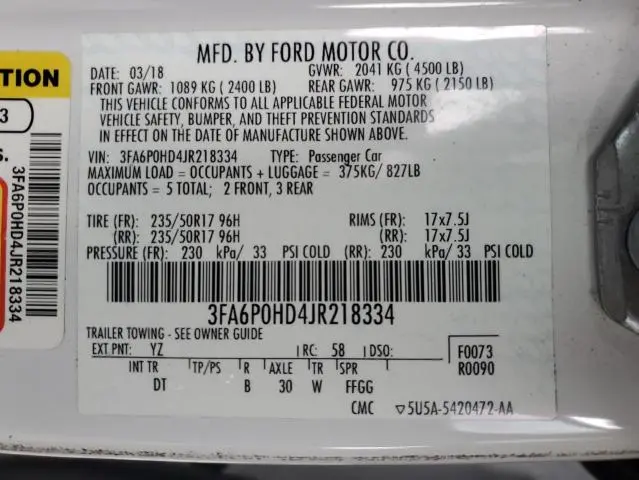 TION
3
S.
3FA6P0HD4JR218334
MFD. BY FORD MOTOR CO.
DATE: 03/18 GVWR: 2041 KG ( 4500 LB)
FRONT GAWR: 1089 KG ( 2400 LB) REAR GAWR: 975 KG ( 2150 LB)
THIS VEHICLE CONFORMS TO ALL APPLICABLE FEDERAL MOTOR
VEHICLE SAFETY, BUMPER, AND THEFT PREVENTION STANDARDS
IN EFFECT ON THE DATE OF MANUFACTURE SHOWN ABOVE.
VIN: 3FA6P0HD4JR218334 TYPE: Passenger Car
MAXIMUM LOAD = OCCUPANTS + LUGGAGE = 375KG/ 827LB
OCCUPANTS = 5 TOTAL; 2 FRONT, 3 REAR
TIRE (FR): 235/50R17 96H RIMS (FR): 17x7.5J
(RR): 235/50R17 96H (RR): 17x7.5J
PRESSURE (FR): 230 kPa/ 33 PSI COLD (RR): 230 kPa/ 33 PSI COLD
3FA6P0HD4JR218334
TRAILER TOWING - SEE OWNER GUIDE
EXT PNT: YZ RC: 58 DSO: F0073
INT TR TP/PS R AXLE TR SPR R0090
DT B 30 W FFGG
CMC ▽5U5A-5420472-AA